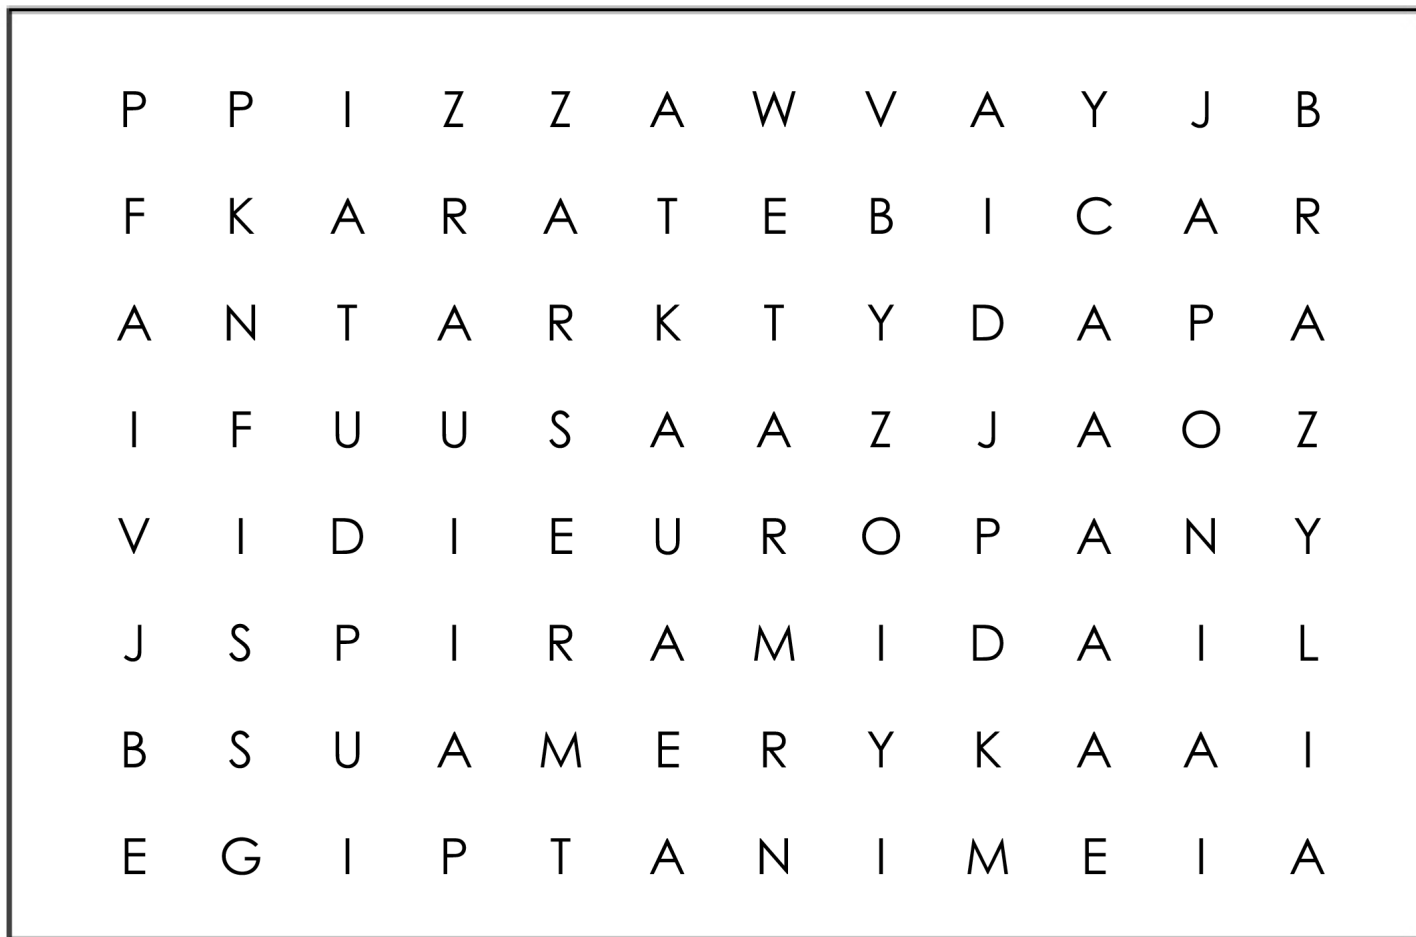 P P I Z Z A W V A Y J B
F K A R A T E B I C A R
A N T A R K T Y D A P A
I F U U S A A Z J A O Z
V I D I E U R O P A N Y
J S P I R A M I D A I L
B S U A M E R Y K A A I
E G I P T A N I M E I A